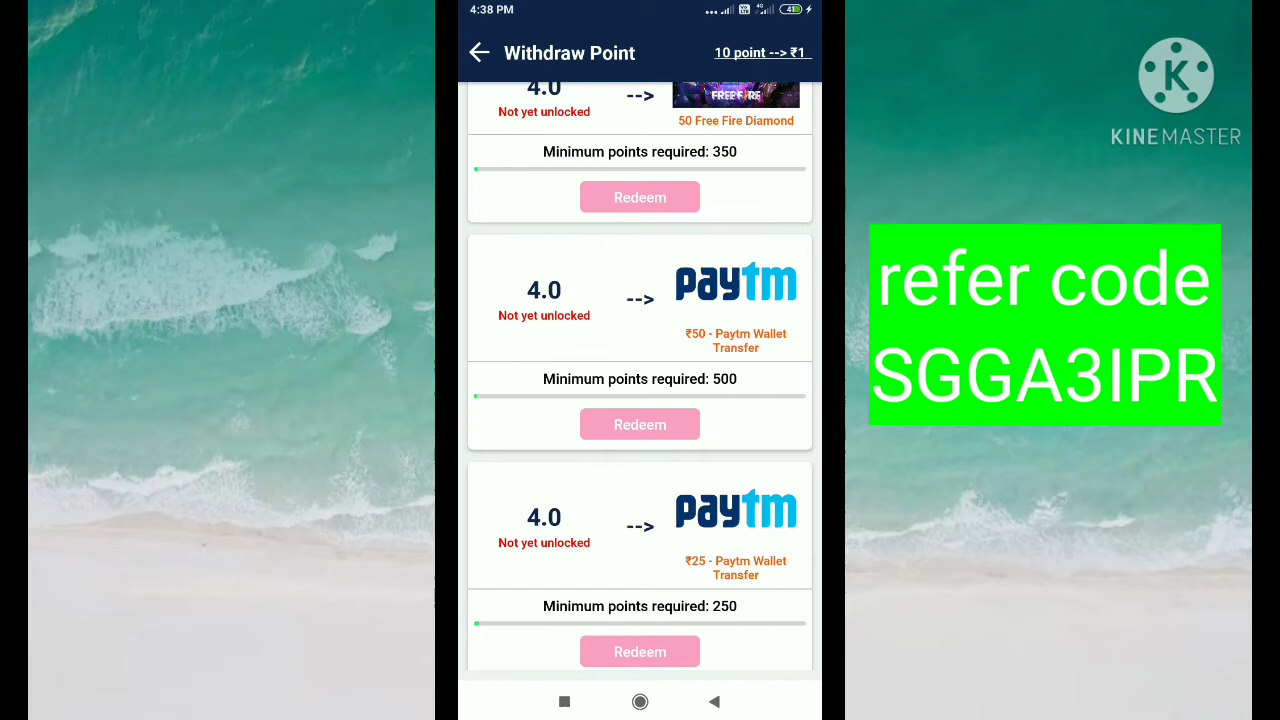 4:38 PM
Withdraw Point
10 point --> ₹1
4.0
-->
FREE FIRE
Not yet unlocked
50 Free Fire Diamond
Minimum points required: 350
Redeem
4.0
-->
paytm
Not yet unlocked
₹50 - Paytm Wallet
Transfer
Minimum points required: 500
Redeem
4.0
-->
paytm
Not yet unlocked
₹25 - Paytm Wallet
Transfer
Minimum points required: 250
Redeem
K
KINEMASTER
refer code
SGGA3IPR